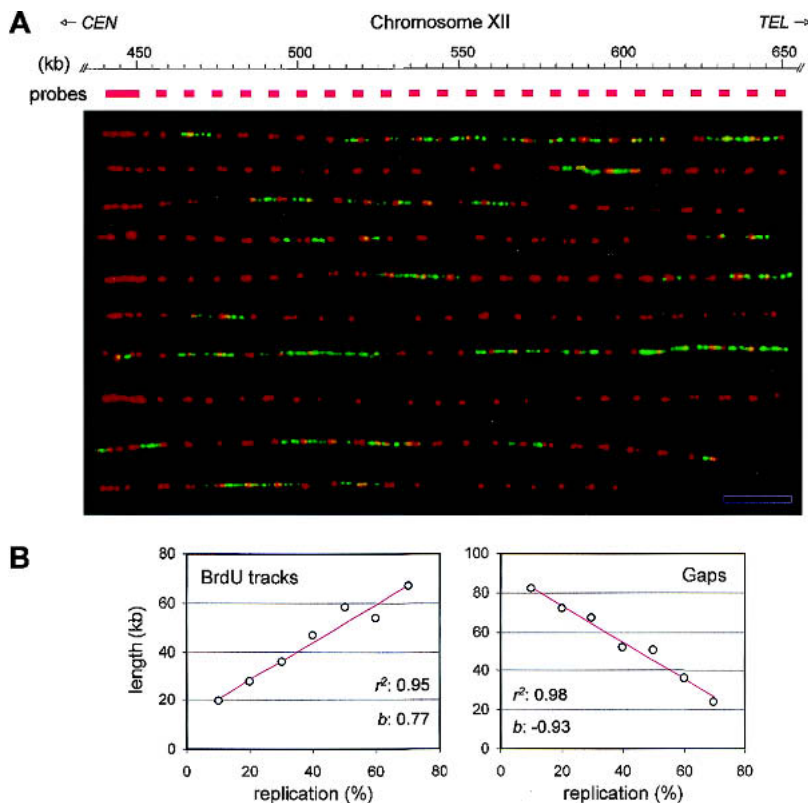 A
← CEN Chromosome XII TEL →
450 500 550 600 650
(kb)
probes
B
80
60
40
20
0
length (kb)
BrdU tracks
r²: 0.95
b: 0.77
0 20 40 60 80
replication (%)
100
80
60
40
20
0
Gaps
r²: 0.98
b: -0.93
0 20 40 60 80
replication (%)